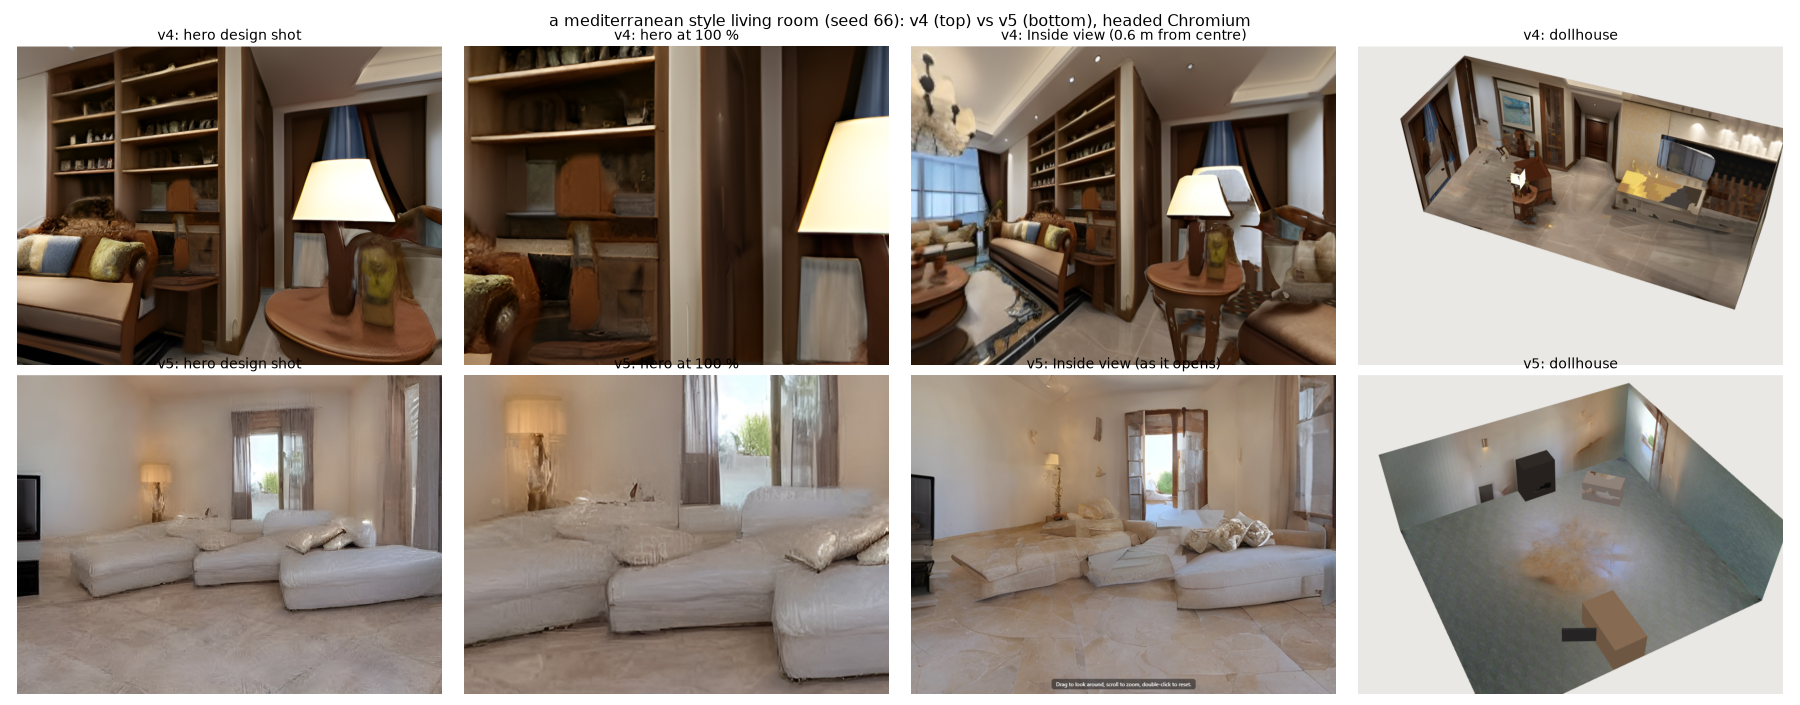 a mediterranean style living room (seed 66): v4 (top) vs v5 (bottom), headed Chromium
v4: hero design shot
v4: hero at 100 %
v4: Inside view (0.6 m from centre)
v4: dollhouse
v5: hero design shot
v5: hero at 100 %
v5: Inside view (as it opens)
v5: dollhouse
Drag to look around, scroll to zoom, double-click to reset.